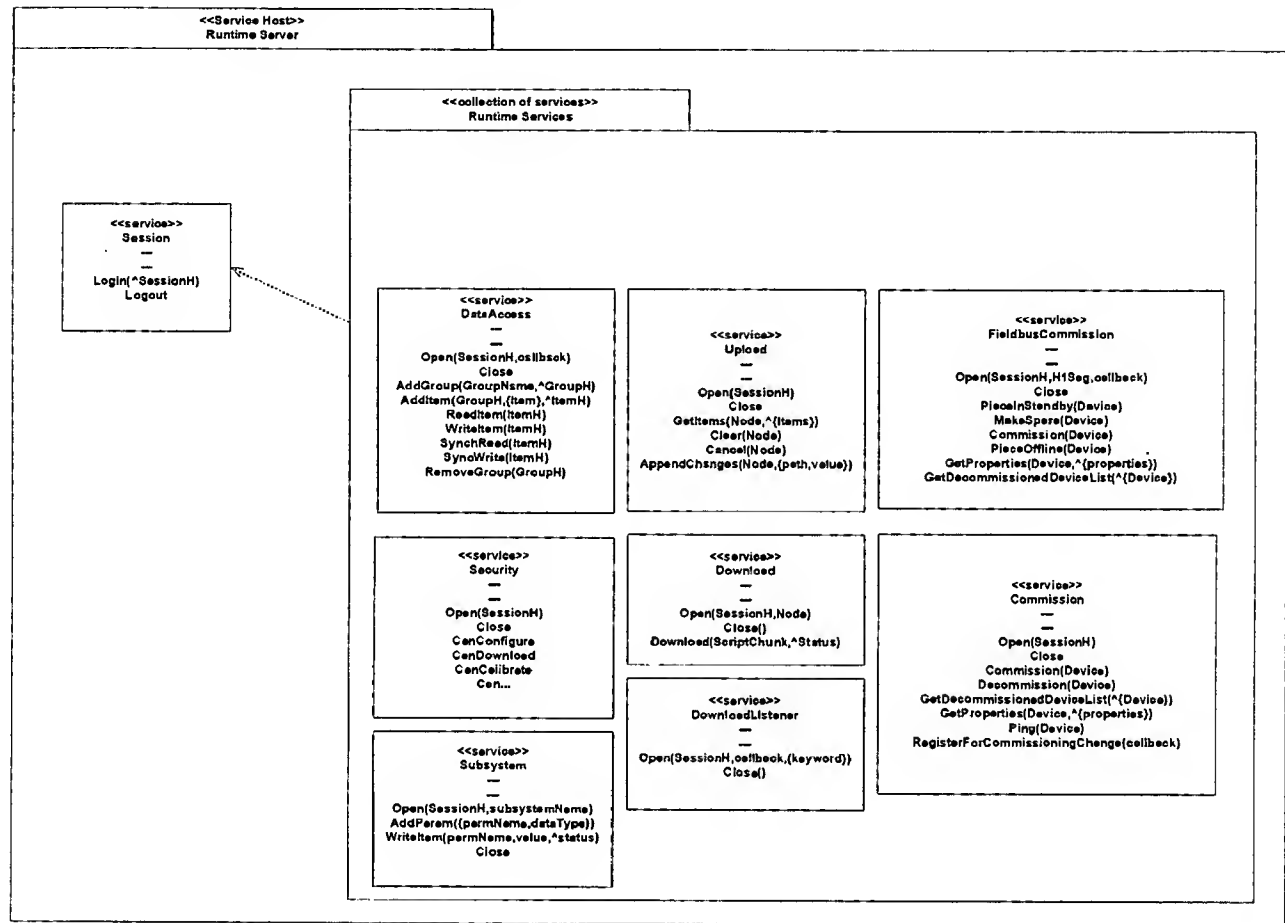 <<Service Host>>
Runtime Server
<<collection of services>>
Runtime Services
<<service>>
Session
—
—
Login(^SessionH)
Logout
<<service>>
DataAccess
—
—
Open(SessionH,callback)
Close
AddGroup(GroupName,^GroupH)
AddItem(GroupH,{Item},^ItemH)
ReadItem(ItemH)
WriteItem(ItemH)
SynchRead(ItemH)
SyncWrite(ItemH)
RemoveGroup(GroupH)
<<service>>
Upload
—
—
Open(SessionH)
Close
GetItems(Node,^{Items})
Clear(Node)
Cancel(Node)
AppendChanges(Node,{path,value})
<<service>>
FieldbusCommission
—
—
Open(SessionH,H1Seg,callback)
Close
PlaceInStandby(Device)
MakeSpare(Device)
Commission(Device)
PlaceOffline(Device)
GetProperties(Device,^{properties})
GetDecommissionedDeviceList(^{Device})
<<service>>
Security
—
—
Open(SessionH)
Close
CanConfigure
CanDownload
CanCalibrate
Can...
<<service>>
Download
—
—
Open(SessionH,Node)
Close()
Download(ScriptChunk,^Status)
<<service>>
Commission
—
—
Open(SessionH)
Close
Commission(Device)
Decommission(Device)
GetDecommissionedDeviceList(^{Device})
GetProperties(Device,^{properties})
Ping(Device)
RegisterForCommissioningChange(callback)
<<service>>
DownloadListener
—
—
Open(SessionH,callback,{keyword})
Close()
<<service>>
Subsystem
—
—
Open(SessionH,subsystemName)
AddParam({parmName,dataType})
WriteItem(parmName,value,^status)
Close